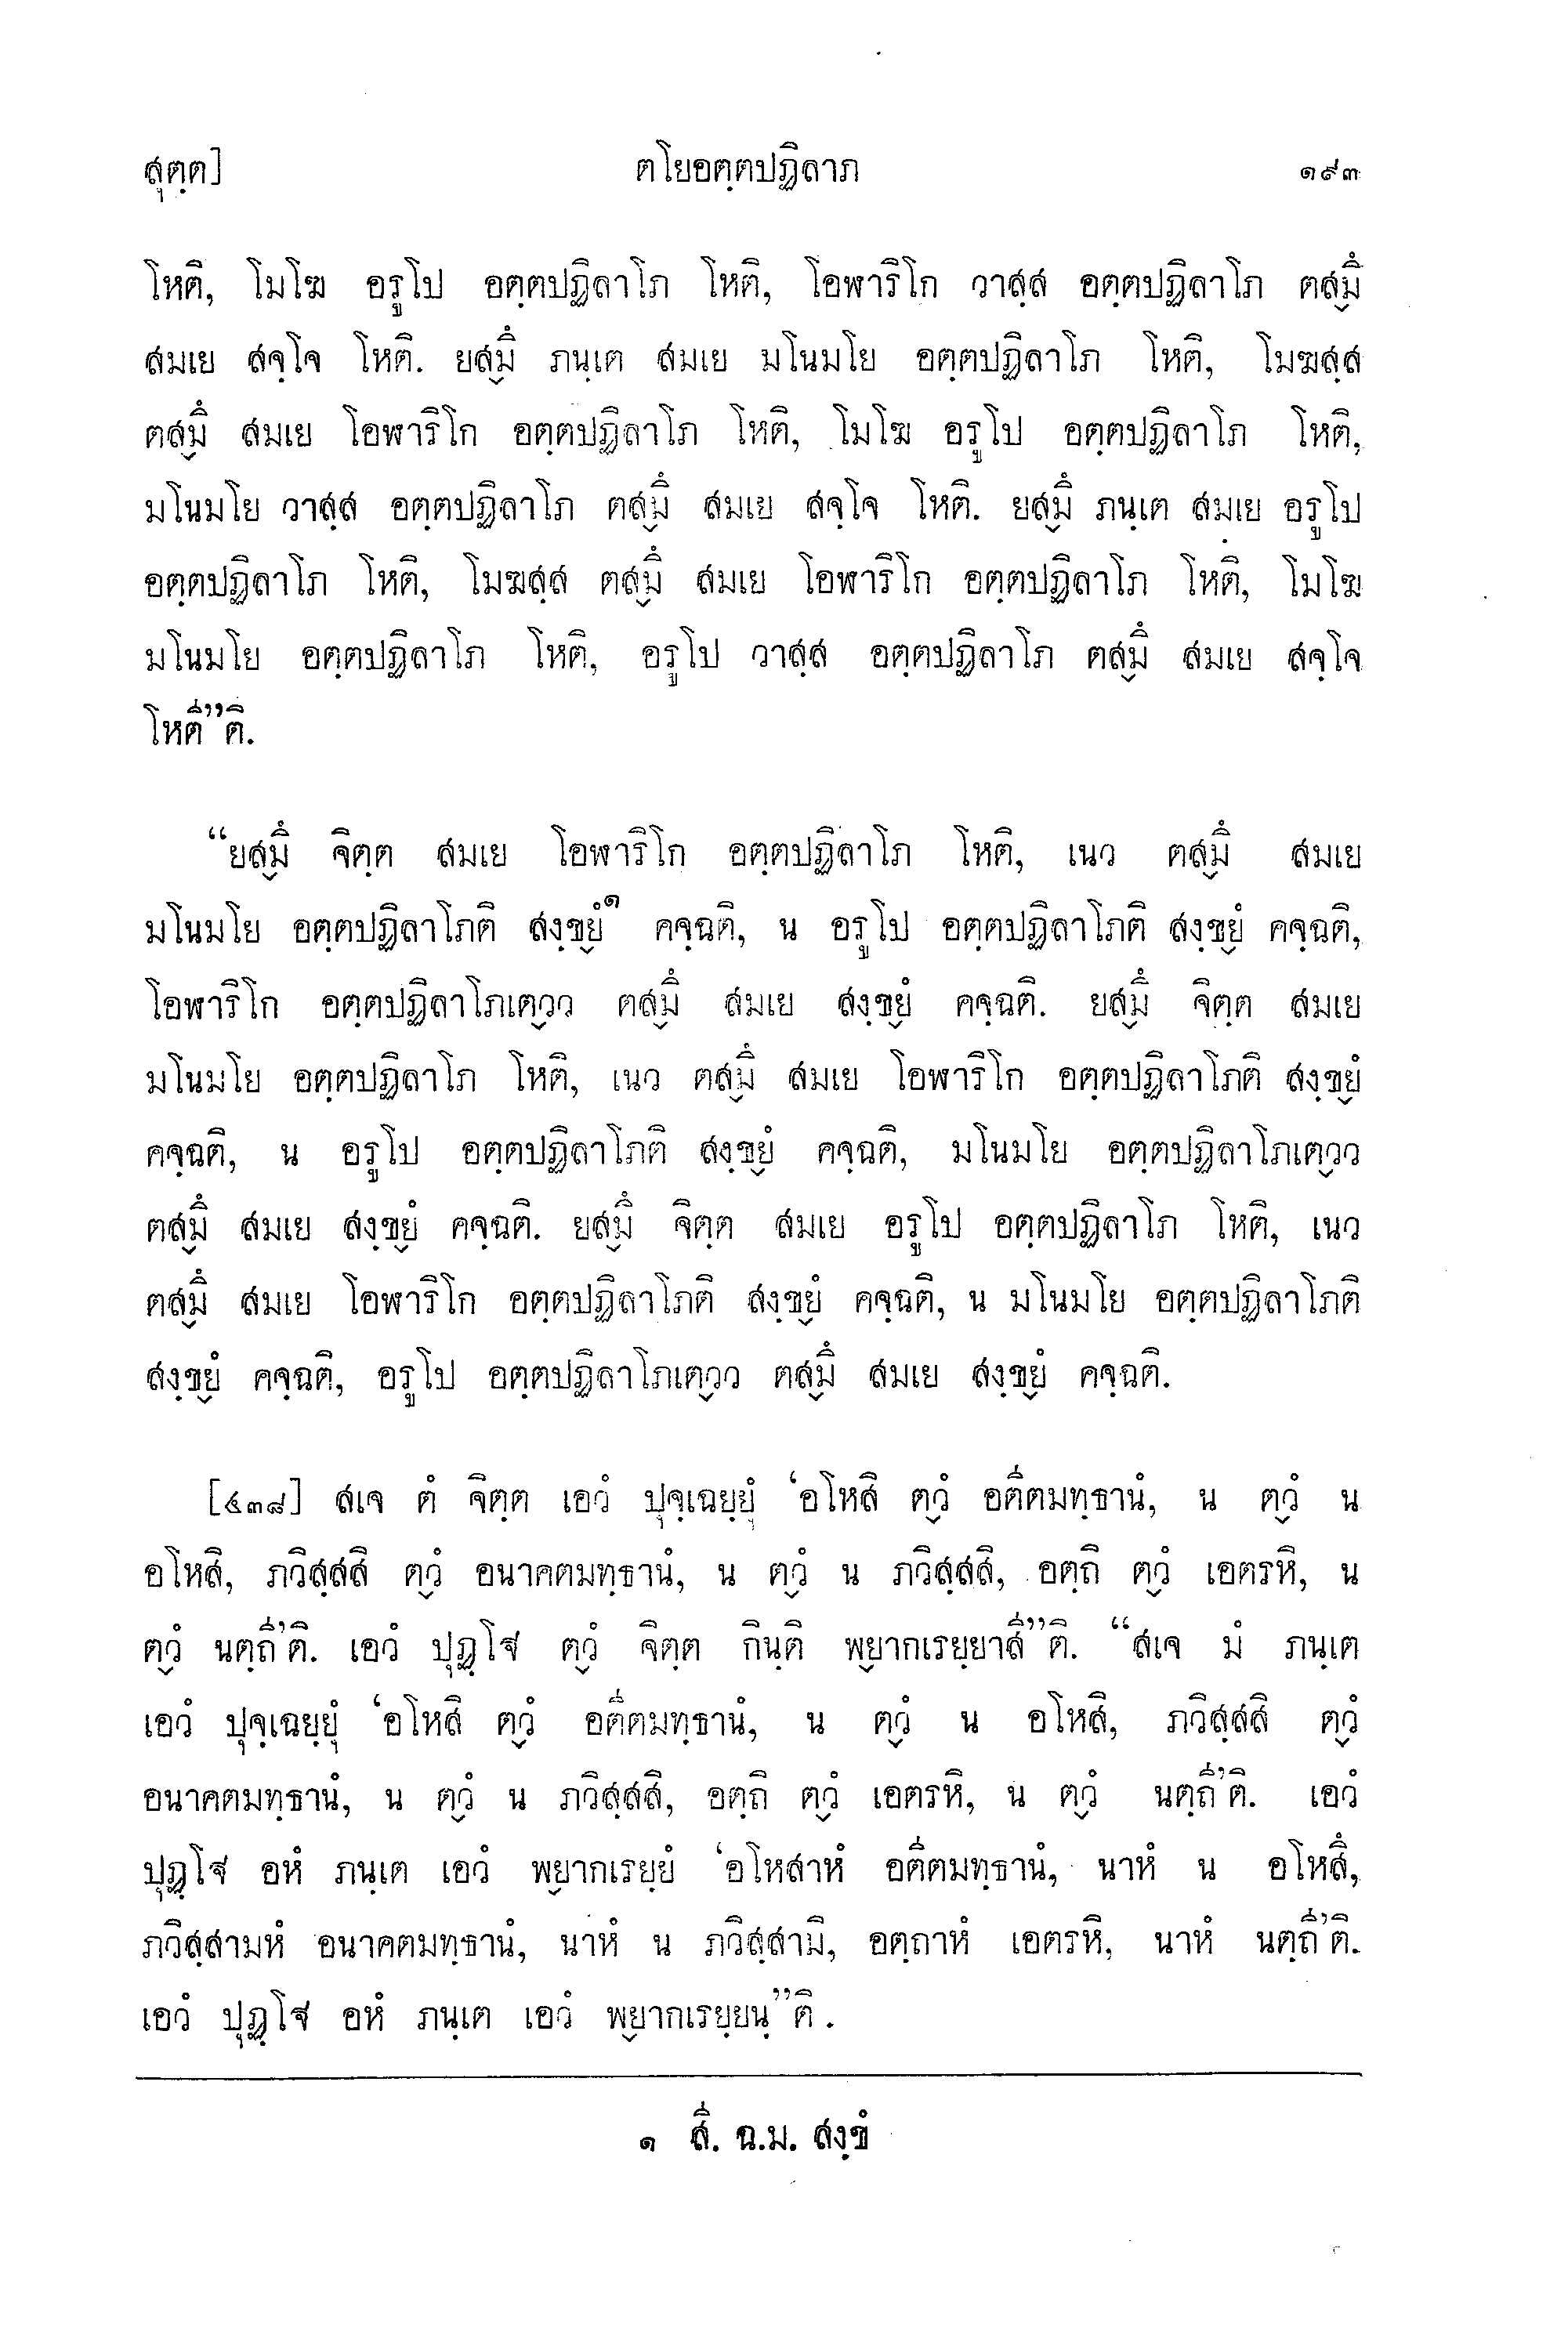 สุตฺต] ตโยอตฺตปฏิลาภ ๑๙๓
โหติ, โมโฆ อรูโป อตฺตปฏิลาโภ โหติ, โอฬาริโก วาสฺส อตฺตปฏิลาโภ ตสฺมึ
สมเย สจฺโจ โหติ. ยสฺมึ ภนฺเต สมเย มโนมโย อตฺตปฏิลาโภ โหติ, โมฆสฺส
ตสฺมึ สมเย โอฬาริโก อตฺตปฏิลาโภ โหติ, โมโฆ อรูโป อตฺตปฏิลาโภ โหติ,
มโนมโย วาสฺส อตฺตปฏิลาโภ ตสฺมึ สมเย สจฺโจ โหติ. ยสฺมึ ภนฺเต สมเย อรูโป
อตฺตปฏิลาโภ โหติ, โมฆสฺส ตสฺมึ สมเย โอฬาริโก อตฺตปฏิลาโภ โหติ, โมโฆ
มโนมโย อตฺตปฏิลาโภ โหติ, อรูโป วาสฺส อตฺตปฏิลาโภ ตสฺมึ สมเย สจฺโจ
โหตี”ติ.
“ยสฺมึ จิตฺต สมเย โอฬาริโก อตฺตปฏิลาโภ โหติ, เนว ตสฺมึ สมเย
มโนมโย อตฺตปฏิลาโภติ สงฺขฺยํ๑ คจฺฉติ, น อรูโป อตฺตปฏิลาโภติ สงฺขฺยํ คจฺฉติ,
โอฬาริโก อตฺตปฏิลาโภเตฺวว ตสฺมึ สมเย สงฺขฺยํ คจฺฉติ. ยสฺมึ จิตฺต สมเย
มโนมโย อตฺตปฏิลาโภ โหติ, เนว ตสฺมึ สมเย โอฬาริโก อตฺตปฏิลาโภติ สงฺขฺยํ
คจฺฉติ, น อรูโป อตฺตปฏิลาโภติ สงฺขฺยํ คจฺฉติ, มโนมโย อตฺตปฏิลาโภเตฺวว
ตสฺมึ สมเย สงฺขฺยํ คจฺฉติ. ยสฺมึ จิตฺต สมเย อรูโป อตฺตปฏิลาโภ โหติ, เนว
ตสฺมึ สมเย โอฬาริโก อตฺตปฏิลาโภติ สงฺขฺยํ คจฺฉติ, น มโนมโย อตฺตปฏิลาโภติ
สงฺขฺยํ คจฺฉติ, อรูโป อตฺตปฏิลาโภเตฺวว ตสฺมึ สมเย สงฺขฺยํ คจฺฉติ.
[๔๓๘] สเจ ตํ จิตฺต เอวํ ปุจฺเฉยฺยุํ ‘อโหสิ ตฺวํ อตีตมทฺธานํ, น ตฺวํ น
อโหสิ, ภวิสฺสสิ ตฺวํ อนาคตมทฺธานํ, น ตฺวํ น ภวิสฺสสิ, อตฺถิ ตฺวํ เอตรหิ, น
ตฺวํ นตฺถี’ติ. เอวํ ปุฏฺโฐ ตฺวํ จิตฺต กินฺติ พฺยากเรยฺยาสี”ติ. “สเจ มํ ภนฺเต
เอวํ ปุจฺเฉยฺยุํ ‘อโหสิ ตฺวํ อตีตมทฺธานํ, น ตฺวํ น อโหสิ, ภวิสฺสสิ ตฺวํ
อนาคตมทฺธานํ, น ตฺวํ น ภวิสฺสสิ, อตฺถิ ตฺวํ เอตรหิ, น ตฺวํ นตฺถี’ติ. เอวํ
ปุฏฺโฐ อหํ ภนฺเต เอวํ พฺยากเรยฺยํ ‘อโหสาหํ อตีตมทฺธานํ, นาหํ น อโหสึ,
ภวิสฺสามหํ อนาคตมทฺธานํ, นาหํ น ภวิสฺสามิ, อตฺถาหํ เอตรหิ, นาหํ นตฺถี’ติ.
เอวํ ปุฏฺโฐ อหํ ภนฺเต เอวํ พฺยากเรยฺยนฺ”ติ.
๑ สี. ฉ.ม. สงฺขํ